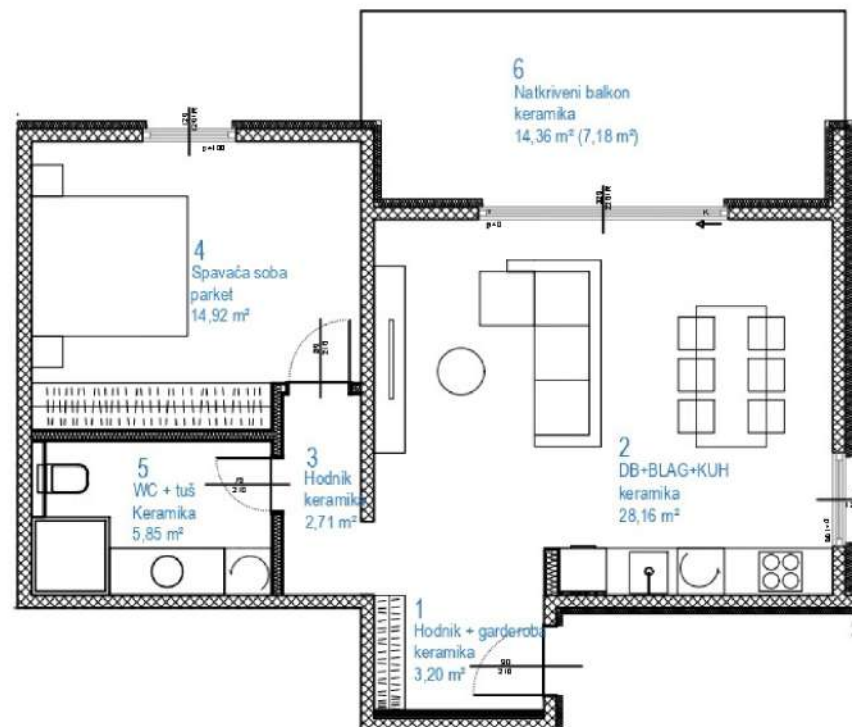 6
Natkriveni balkon
keramika
14,36 m² (7,18 m²)
4
Spavaća soba
parket
14,92 m²
5
WC + tuš
Keramika
5,85 m²
3
Hodnik
keramika
2,71 m²
2
DB+BLAG+KUH
keramika
28,16 m²
1
Hodnik + garderoba
keramika
3,20 m²
p=100
p=0
90
210